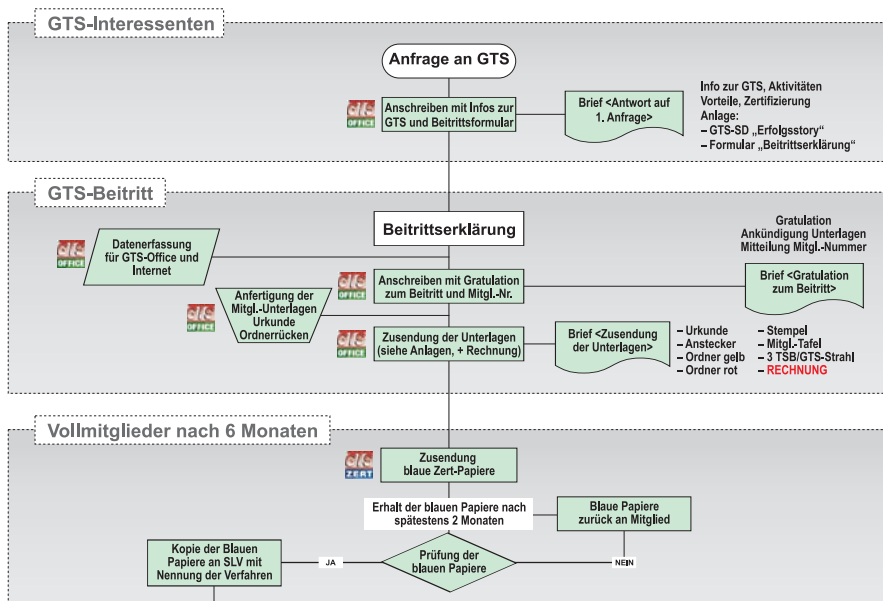 GTS-Interessenten
Anfrage an GTS
OFFICE
Anschreiben mit Infos zur
GTS und Beitrittsformular
Brief <Antwort auf
1. Anfrage>
Info zur GTS, Aktivitäten
Vorteile, Zertifizierung
Anlage:
– GTS-SD „Erfolgsstory“
– Formular „Beitrittserklärung“
GTS-Beitritt
Beitrittserklärung
OFFICE
Datenerfassung
für GTS-Office und
Internet
Gratulation
Ankündigung Unterlagen
Mitteilung Mitgl.-Nummer
OFFICE
Anschreiben mit Gratulation
zum Beitritt und Mitgl.-Nr.
Brief <Gratulation
zum Beitritt>
OFFICE
Anfertigung der
Mitgl.-Unterlagen
Urkunde
Ordnerrücken
OFFICE
Zusendung der Unterlagen
(siehe Anlagen, + Rechnung)
Brief <Zusendung
der Unterlagen>
– Urkunde
– Anstecker
– Ordner gelb
– Ordner rot
– Stempel
– Mitgl.-Tafel
– 3 TSB/GTS-Strahl
– RECHNUNG
Vollmitglieder nach 6 Monaten
ZERT
Zusendung
blaue Zert-Papiere
Erhalt der blauen Papiere nach
spätestens 2 Monaten
Blaue Papiere
zurück an Mitglied
Prüfung der
blauen Papiere
JA
NEIN
Kopie der Blauen
Papiere an SLV mit
Nennung der Verfahren